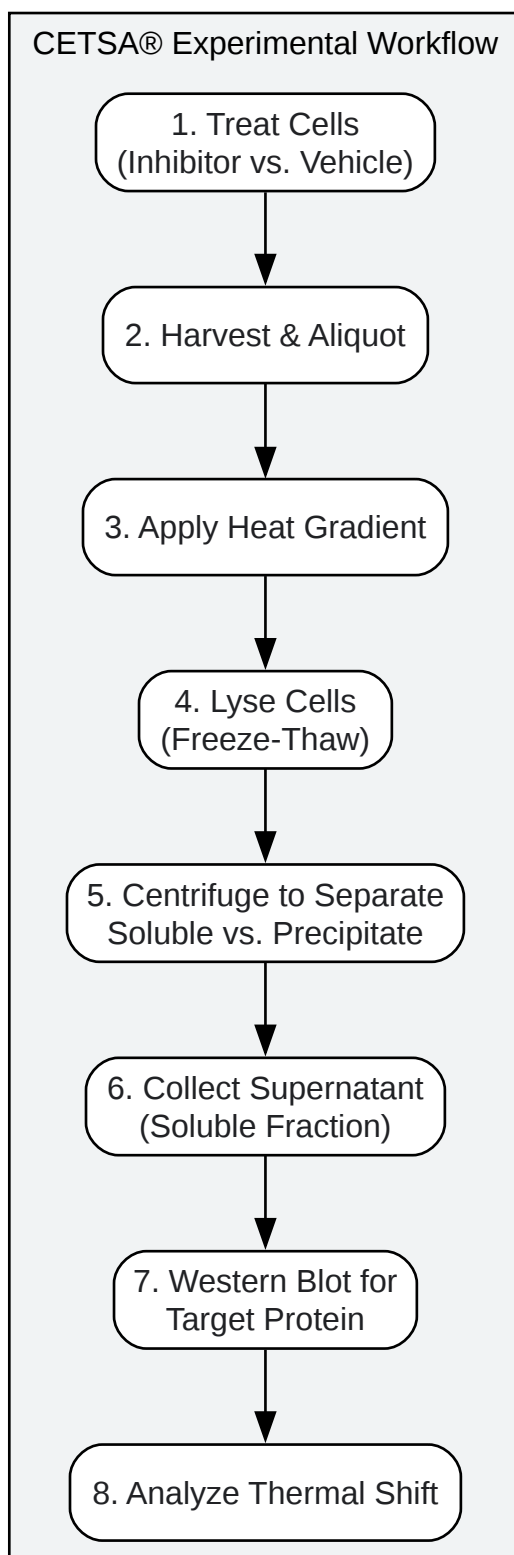 CETSA® Experimental Workflow
1. Treat Cells
(Inhibitor vs. Vehicle)
2. Harvest & Aliquot
3. Apply Heat Gradient
4. Lyse Cells
(Freeze-Thaw)
5. Centrifuge to Separate
Soluble vs. Precipitate
6. Collect Supernatant
(Soluble Fraction)
7. Western Blot for
Target Protein
8. Analyze Thermal Shift